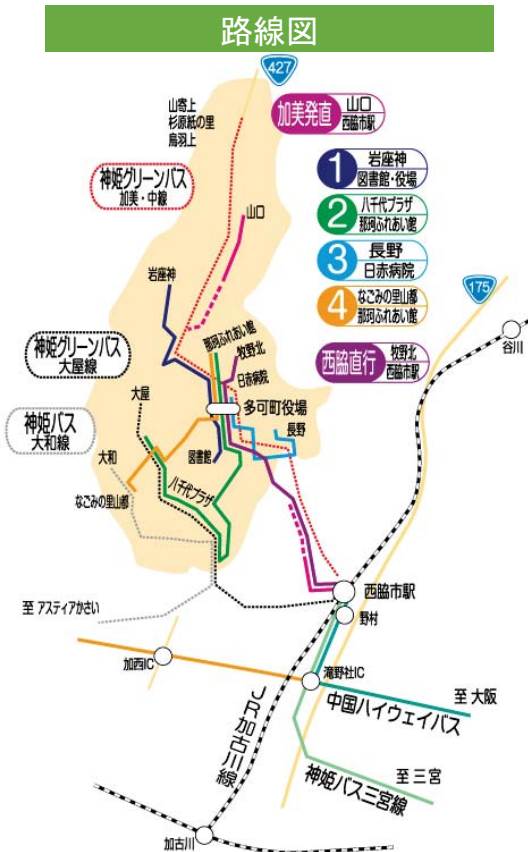 路線図
427
山寄上
杉原紙の里
鳥羽上
加美発直
山口
西脇市駅
1
岩座神
図書館・役場
神姫グリーンバス
加美・中線
2
八千代プラザ
那珂ふれあい館
山口
3
長野
日赤病院
岩座神
4
なごみの里山都
那珂ふれあい館
175
神姫グリーンバス
大屋線
那珂ふれあい館
牧野北
日赤病院
西脇直行
牧野北
西脇市駅
谷川
大屋
多可町役場
神姫バス
大和線
長野
大和
図書館
なごみの里山都
八千代プラザ
西脇市駅
至 アスティアかさい
野村
加西IC
滝野社IC
至 大阪
中国ハイウェイバス
JR加古川線
至 三宮
神姫バス三宮線
加古川